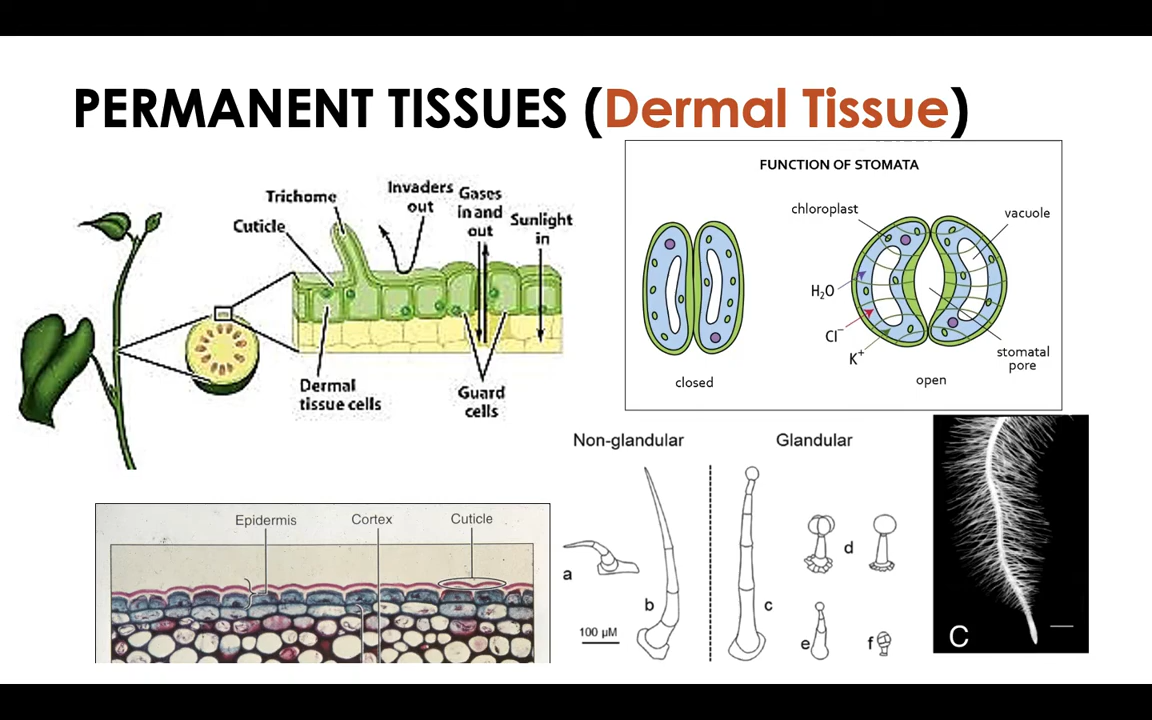 PERMANENT TISSUES (Dermal Tissue)
Trichome
Cuticle
Invaders
out
Gases
in and
out
Sunlight
in
Dermal
tissue cells
Guard
cells
FUNCTION OF STOMATA
chloroplast
vacuole
H₂O
Cl⁻
K⁺
stomatal
pore
closed
open
Epidermis
Cortex
Cuticle
Non-glandular
Glandular
a
b
c
d
e
f
100 µM
C